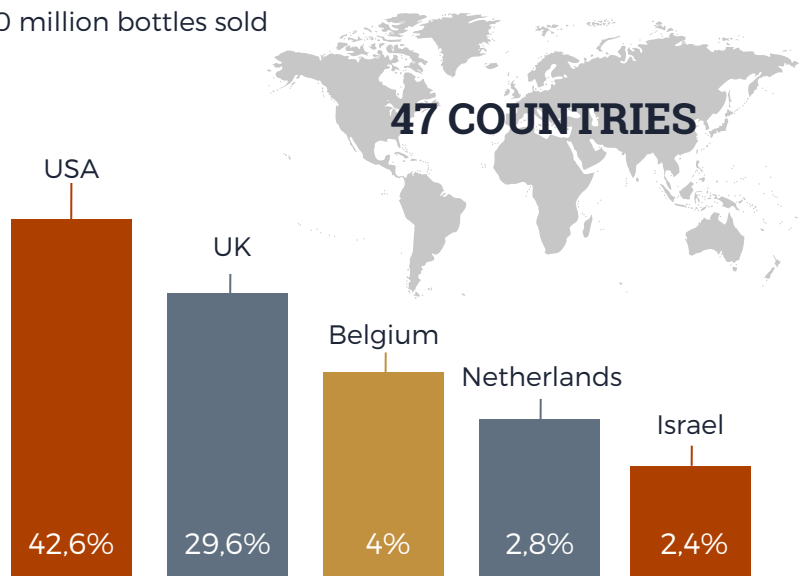 0 million bottles sold
47 COUNTRIES
USA
UK
Belgium
Netherlands
Israel
42,6%
29,6%
4%
2,8%
2,4%